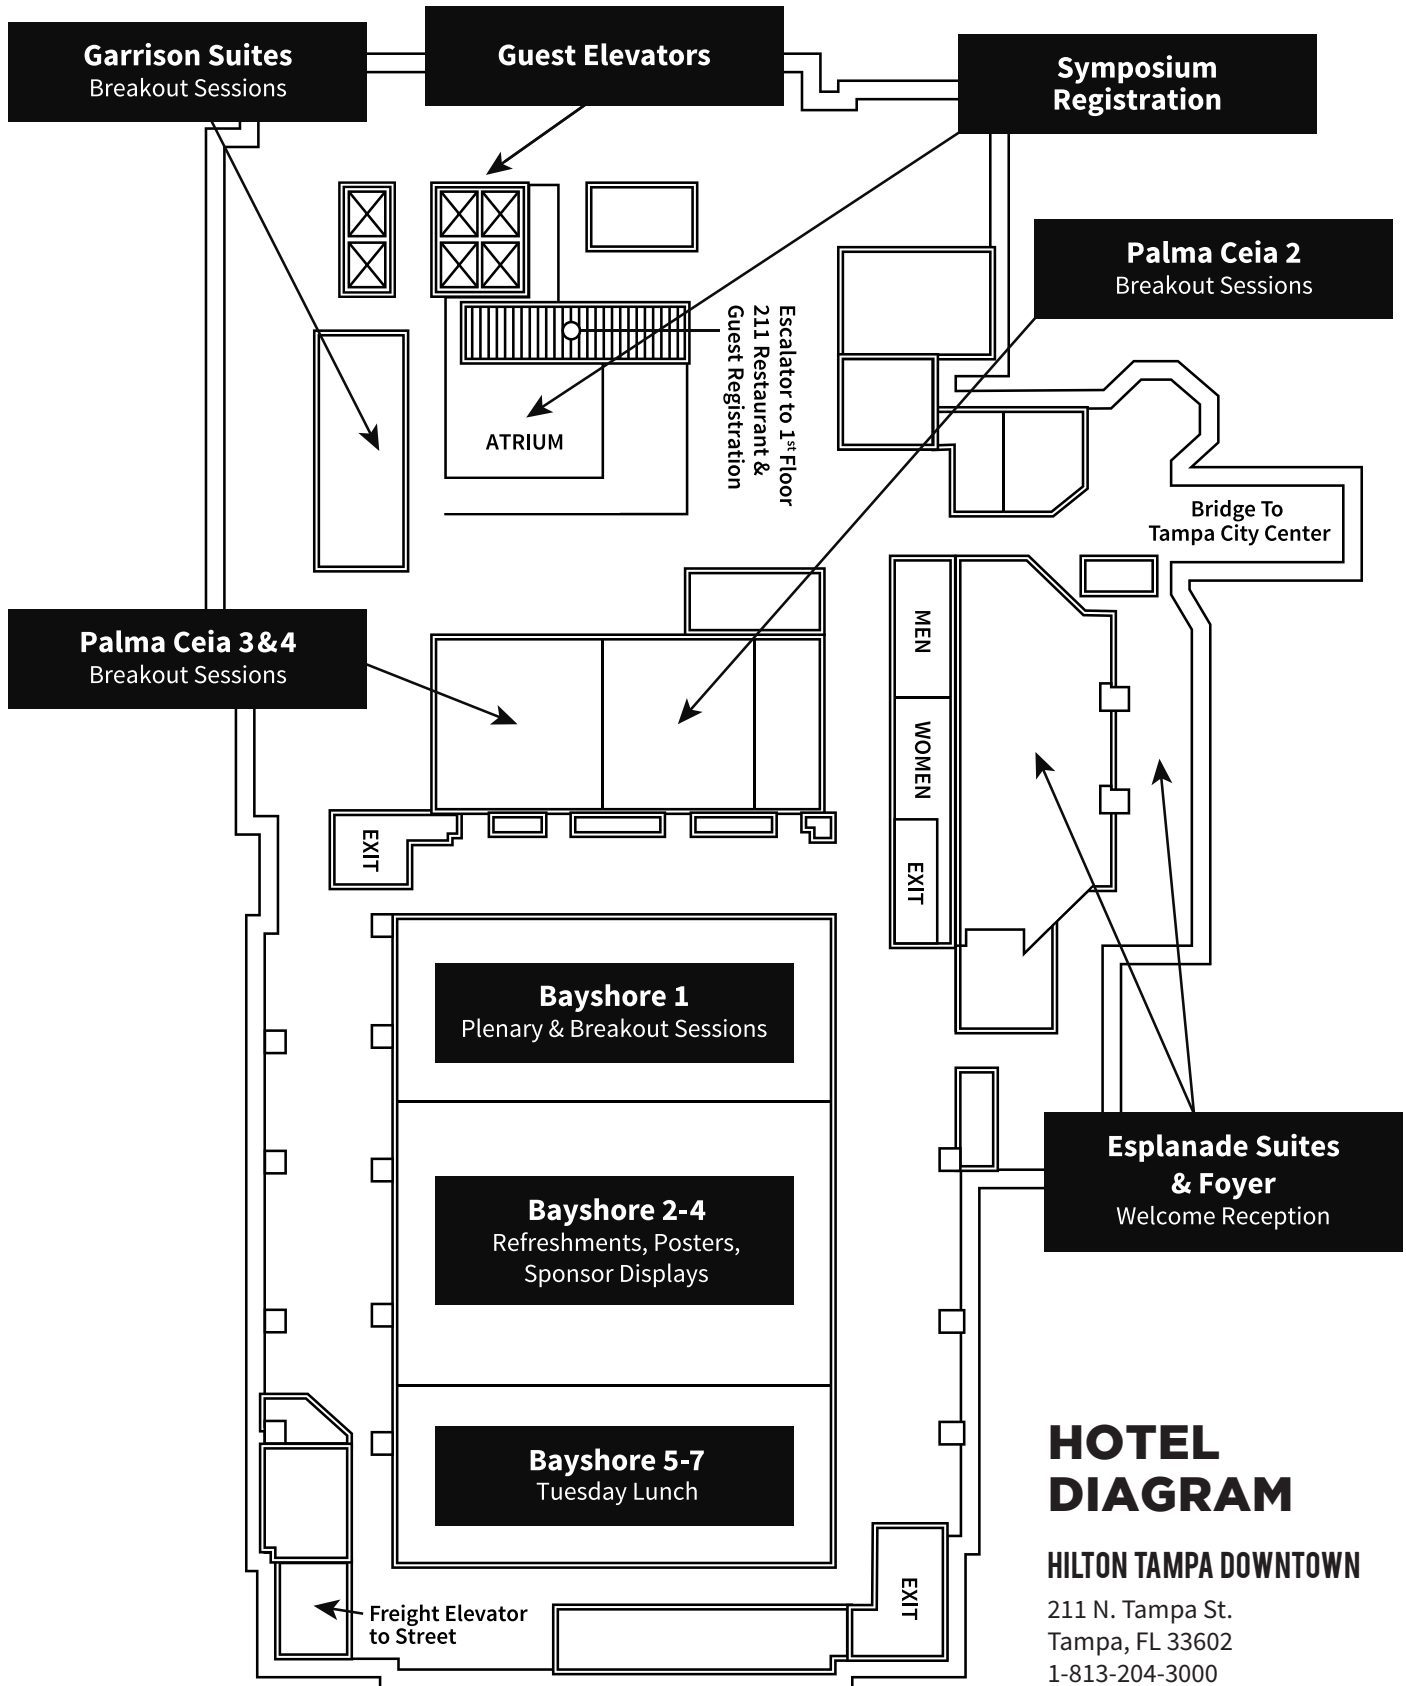 Garrison Suites
Breakout Sessions
Guest Elevators
Symposium
Registration
Palma Ceia 2
Breakout Sessions
Escalator to 1st Floor
211 Restaurant &
Guest Registration
ATRIUM
Bridge To
Tampa City Center
Palma Ceia 3&4
Breakout Sessions
MEN
WOMEN
EXIT
EXIT
Bayshore 1
Plenary & Breakout Sessions
Esplanade Suites
& Foyer
Welcome Reception
Bayshore 2-4
Refreshments, Posters,
Sponsor Displays
Bayshore 5-7
Tuesday Lunch
EXIT
Freight Elevator
to Street
HOTEL
DIAGRAM
HILTON TAMPA DOWNTOWN
211 N. Tampa St.
Tampa, FL 33602
1-813-204-3000